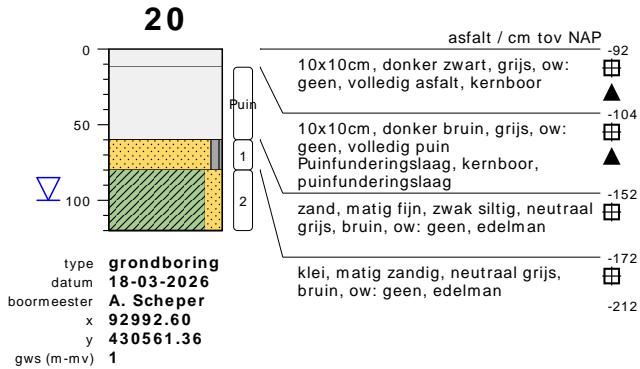 20
asfalt / cm tov NAP
0
-92
10x10cm, donker zwart, grijs, ow:
geen, volledig asfalt, kernboor
Puin
-104
50
10x10cm, donker bruin, grijs, ow:
geen, volledig puin
Puinfunderingslaag, kernboor,
puinfunderingslaag
1
-152
100
2
zand, matig fijn, zwak siltig, neutraal
grijs, bruin, ow: geen, edelman
-172
klei, matig zandig, neutraal grijs,
bruin, ow: geen, edelman
-212
type grondboring
datum 18-03-2026
boormeester A. Scheper
x 92992.60
y 430561.36
gws (m-mv) 1